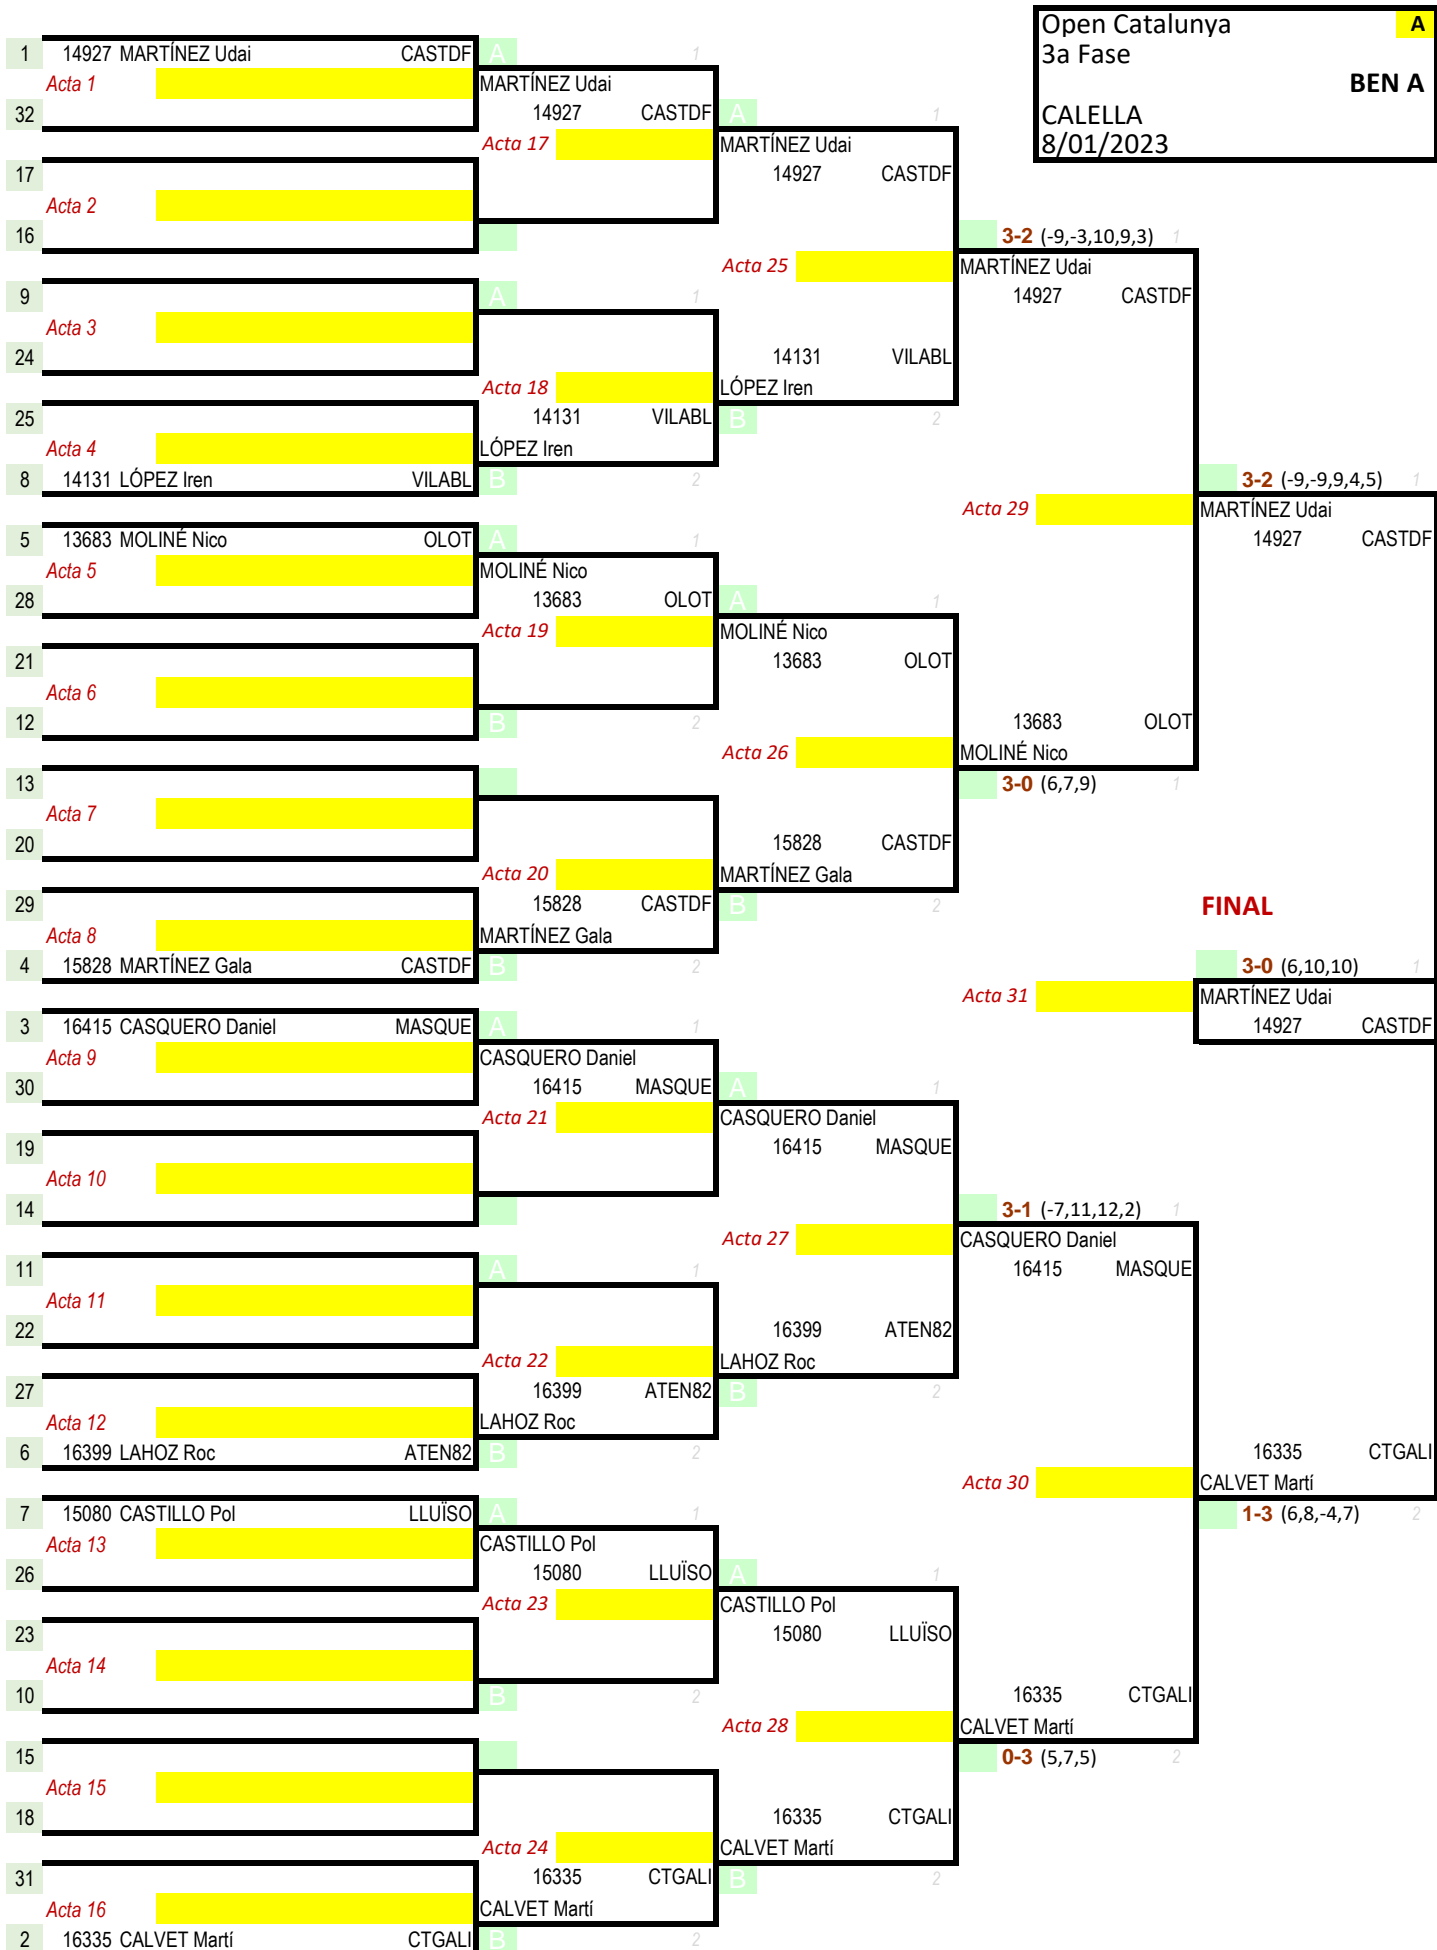 Open Catalunya A
3a Fase
BEN A
CALELLA
8/01/2023
1 14927 MARTÍNEZ Udai CASTDF A 1
Acta 1 MARTÍNEZ Udai
32 14927 CASTDF A 1
Acta 17 MARTÍNEZ Udai
17 14927 CASTDF
Acta 2
16 3-2 (-9,-3,10,9,3) 1
Acta 25 MARTÍNEZ Udai
9 A 1 14927 CASTDF
Acta 3
24 14131 VILABL
Acta 18 LÓPEZ Iren
25 14131 VILABL B 2
Acta 4 LÓPEZ Iren
8 14131 LÓPEZ Iren VILABL B 2 3-2 (-9,-9,9,4,5) 1
Acta 29 MARTÍNEZ Udai
5 13683 MOLINÉ Nico OLOT A 1 14927 CASTDF
Acta 5 MOLINÉ Nico
28 13683 OLOT A 1
Acta 19 MOLINÉ Nico
21 13683 OLOT
Acta 6
12 B 2 13683 OLOT
Acta 26 MOLINÉ Nico
13 3-0 (6,7,9) 1
Acta 7
20 15828 CASTDF
Acta 20 MARTÍNEZ Gala
29 15828 CASTDF B 2 FINAL
Acta 8 MARTÍNEZ Gala
4 15828 MARTÍNEZ Gala CASTDF B 2 3-0 (6,10,10) 1
Acta 31 MARTÍNEZ Udai
3 16415 CASQUERO Daniel MASQUE A 1 14927 CASTDF
Acta 9 CASQUERO Daniel
30 16415 MASQUE A 1
Acta 21 CASQUERO Daniel
19 16415 MASQUE
Acta 10
14 3-1 (-7,11,12,2) 1
Acta 27 CASQUERO Daniel
11 A 1 16415 MASQUE
Acta 11
22 16399 ATEN82
Acta 22 LAHOZ Roc
27 16399 ATEN82 B 2
Acta 12 LAHOZ Roc
6 16399 LAHOZ Roc ATEN82 B 2 16335 CTGALI
Acta 30 CALVET Martí
7 15080 CASTILLO Pol LLUÏSO A 1 1-3 (6,8,-4,7) 2
Acta 13 CASTILLO Pol
26 15080 LLUÏSO A 1
Acta 23 CASTILLO Pol
23 15080 LLUÏSO
Acta 14
10 B 2 16335 CTGALI
Acta 28 CALVET Martí
15 0-3 (5,7,5) 2
Acta 15
18 16335 CTGALI
Acta 24 CALVET Martí
31 16335 CTGALI B 2
Acta 16 CALVET Martí
2 16335 CALVET Martí CTGALI B 2